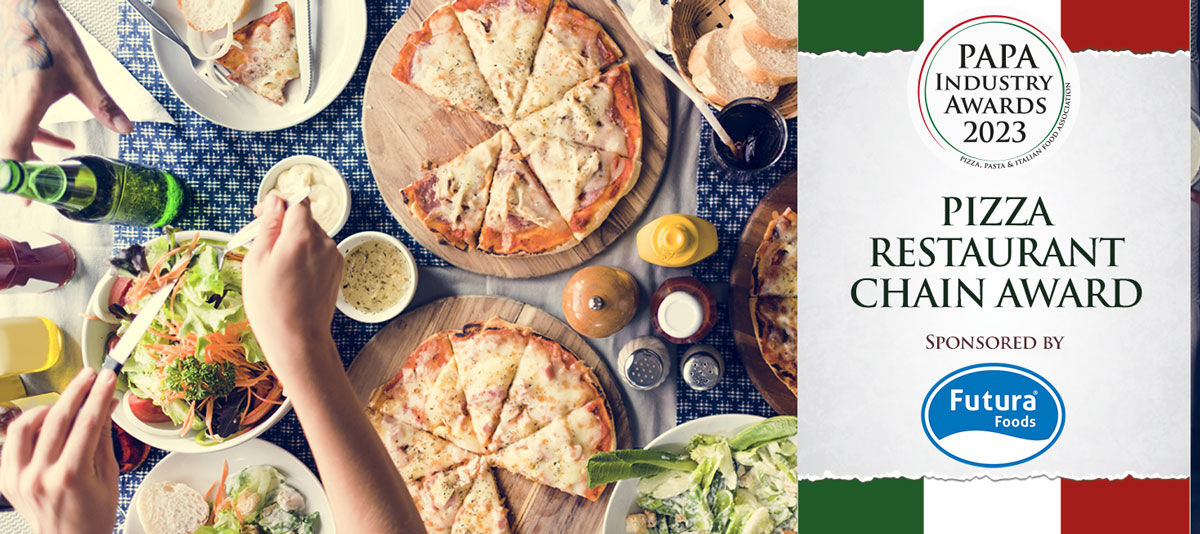 PAPA
INDUSTRY
AWARDS
2023
PIZZA, PASTA & ITALIAN FOOD ASSOCIATION
PIZZA
RESTAURANT
CHAIN AWARD
SPONSORED BY
Futura®
Foods